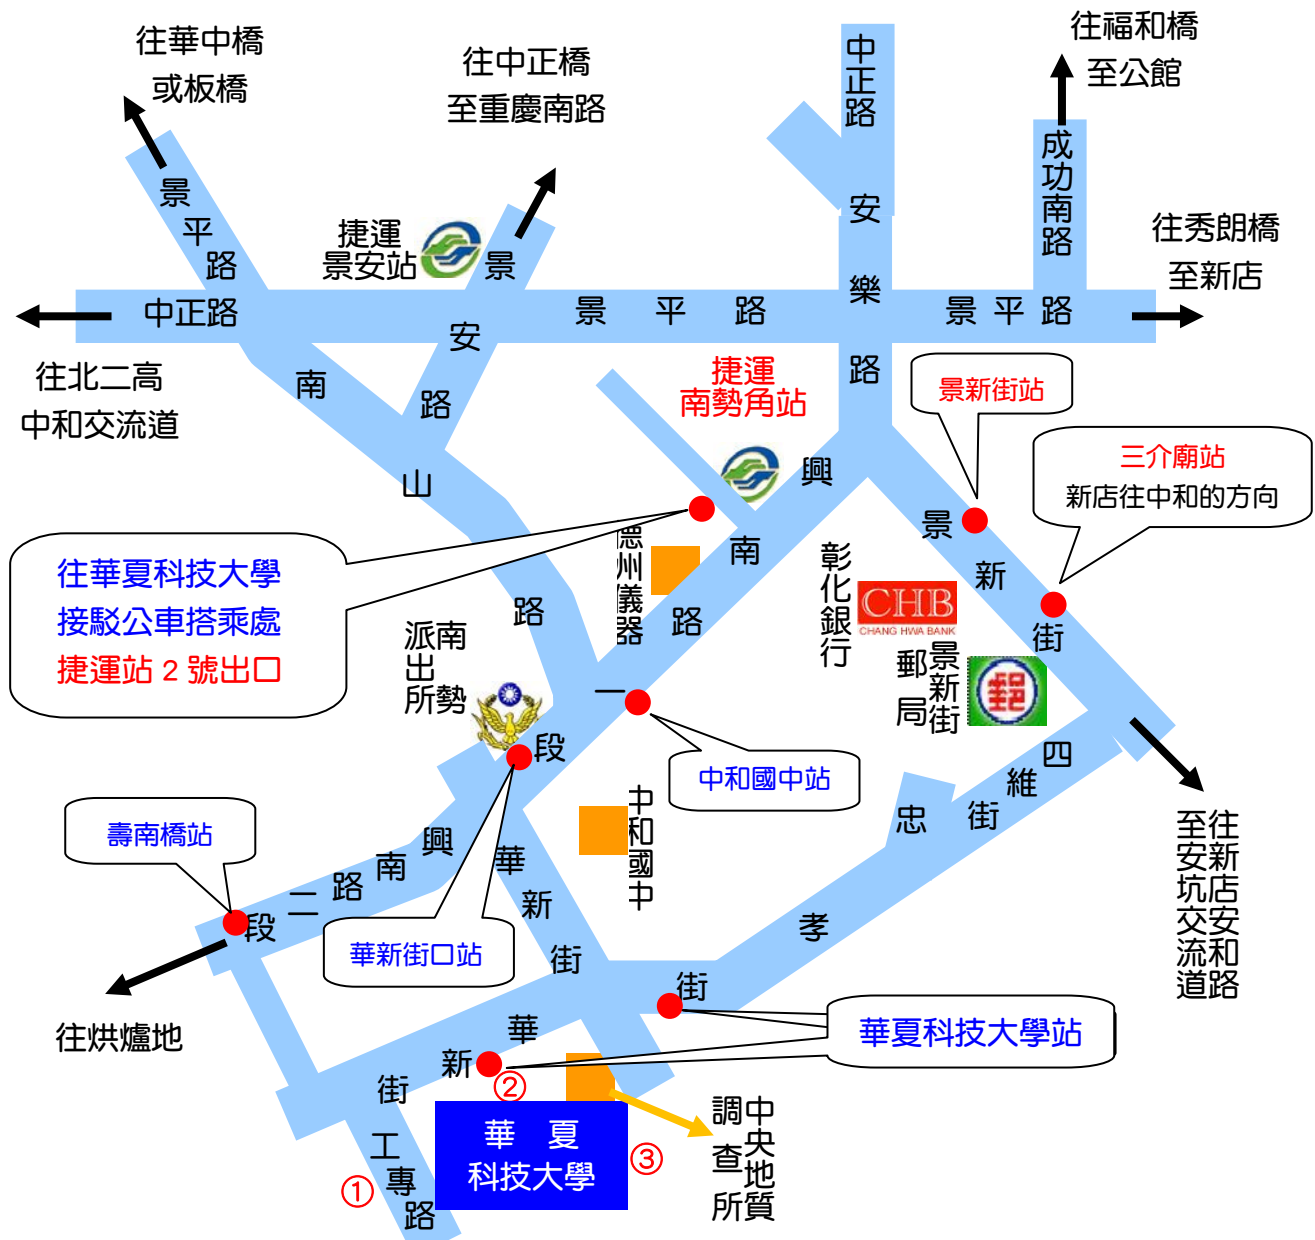 往華中橋
或板橋
往中正橋
至重慶南路
中正路
往福和橋
至公館
成功南路
往秀朗橋
至新店
景平路
捷運
景安站
景安路
中正路
景平路
安樂路
景平路
往北二高
中和交流道
南山路
捷運
南勢角站
景新街站
三介廟站
新店往中和的方向
往華夏科技大學
接駁公車搭乘處
捷運站 2 號出口
德州儀器
興南路一段
彰化銀行
CHB
CHANG HWA BANK
景新街
景新街
郵局
郵
南勢
派出所
中和國中站
四維街
忠孝街
往新店安和路
至安坑交流道
壽南橋站
中和國中
興南路二段
華新街
華新街口站
往烘爐地
華新街
華夏科技大學站
②
華夏
科技大學
①
③
工專路
中央地質
調查所